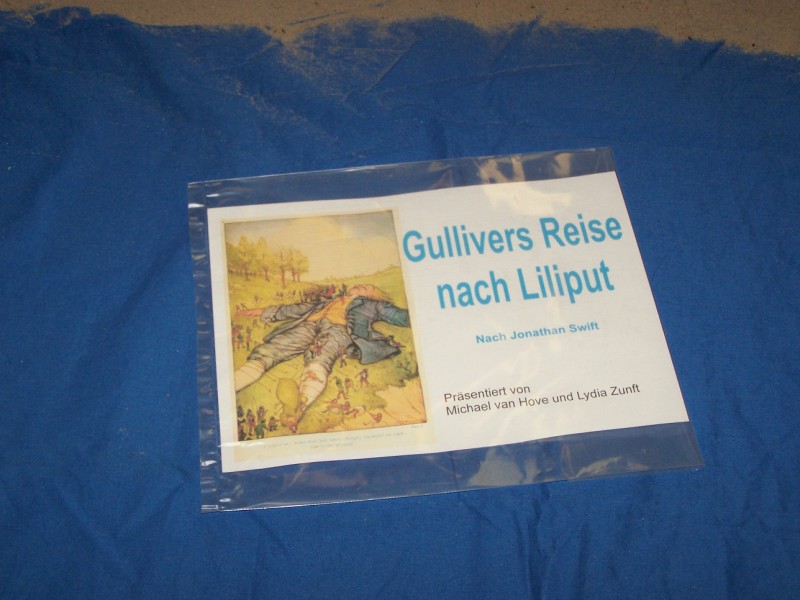 Gullivers Reise
nach Liliput
Nach Jonathan Swift
Präsentiert von
Michael van Hove und Lydia Zunft